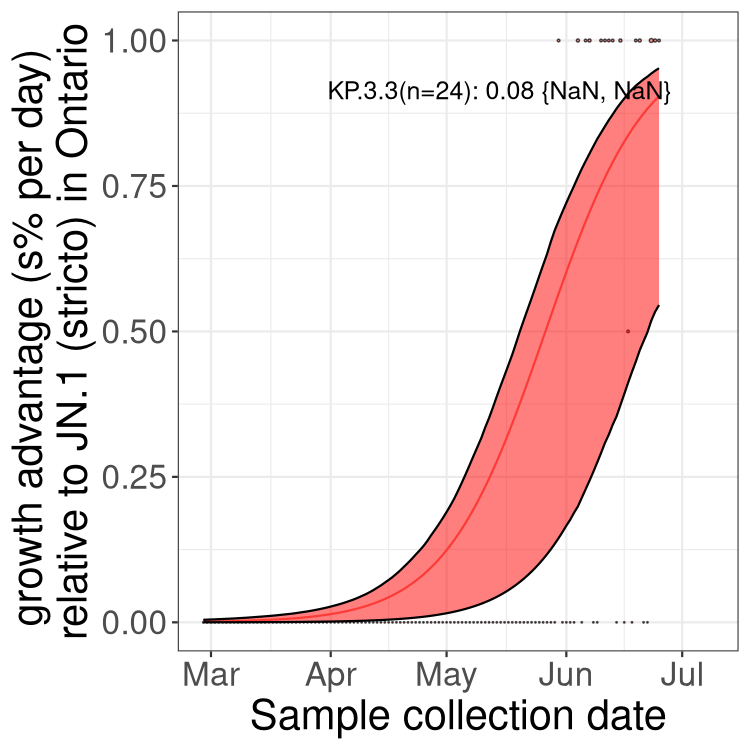 growth advantage (s% per day)
relative to JN.1 (stricto) in Ontario
1.00
0.75
0.50
0.25
0.00
KP.3.3(n=24): 0.08 {NaN, NaN}
Mar Apr May Jun Jul
Sample collection date